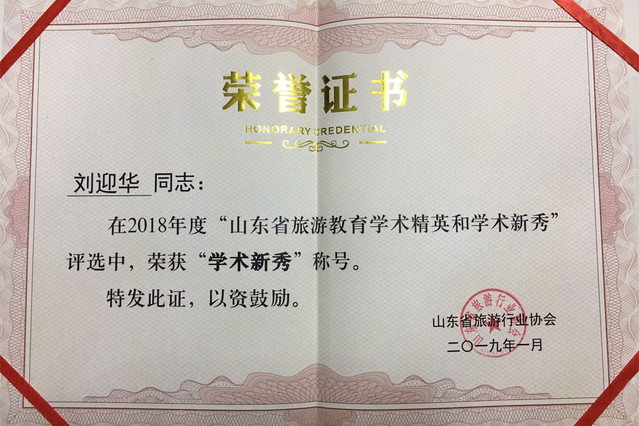 荣誉证书
HONORARY CREDENTIAL
刘迎华 同志：
在2018年度“山东省旅游教育学术精英和学术新秀”
评选中，荣获“学术新秀”称号。
特发此证，以资鼓励。
山东省旅游行业协会
二〇一九年一月